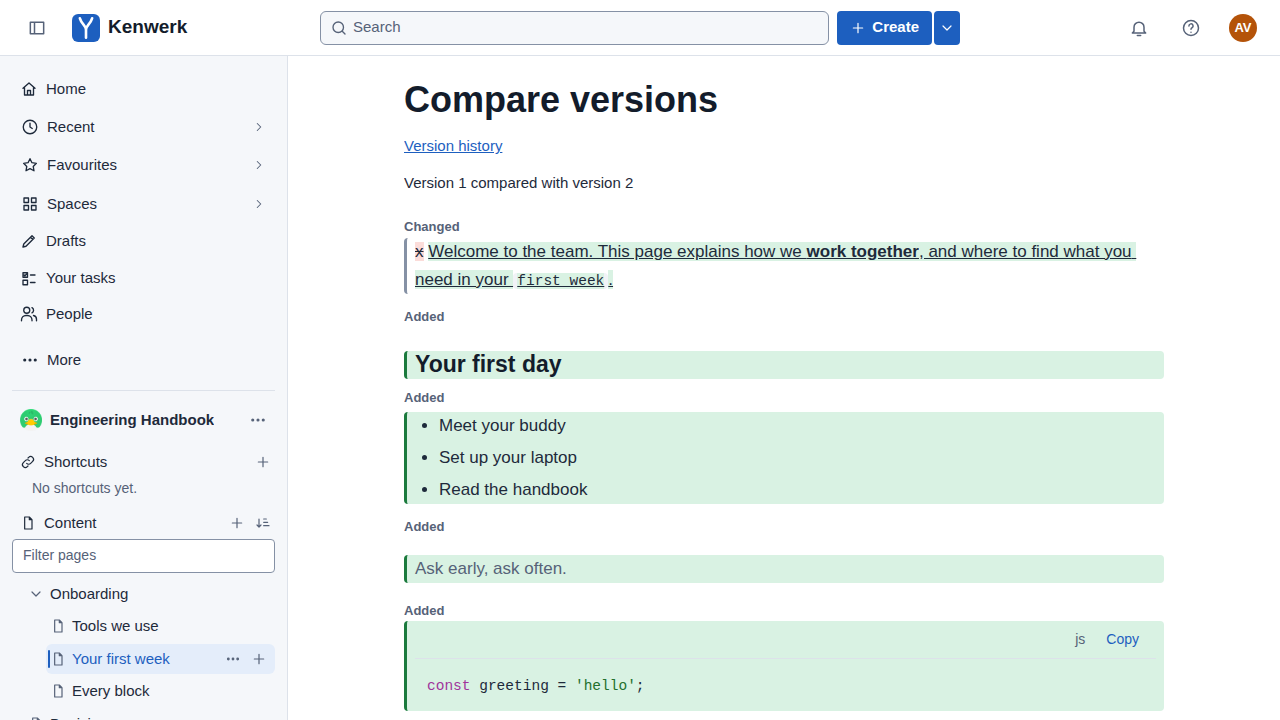 Kenwerk
Search
Create
AV
Home
Recent
Favourites
Spaces
Drafts
Your tasks
People
More
Engineering Handbook
Shortcuts
No shortcuts yet.
Content
Filter pages
Onboarding
Tools we use
Your first week
Every block
Compare versions
Version history
Version 1 compared with version 2
Changed
x Welcome to the team. This page explains how we work together, and where to find what you
need in your first week.
Added
Your first day
Added
• Meet your buddy
• Set up your laptop
• Read the handbook
Added
Ask early, ask often.
Added
js Copy
const greeting = 'hello';